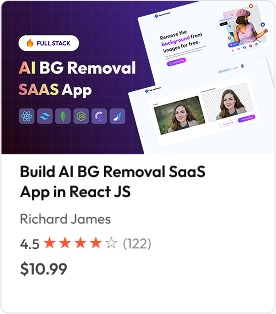 FULL STACK
AI BG Removal
SAAS App
Remove the
background from
images for free.
Build AI BG Removal SaaS
App in React JS
Richard James
4.5 ★★★★☆ (122)
$10.99